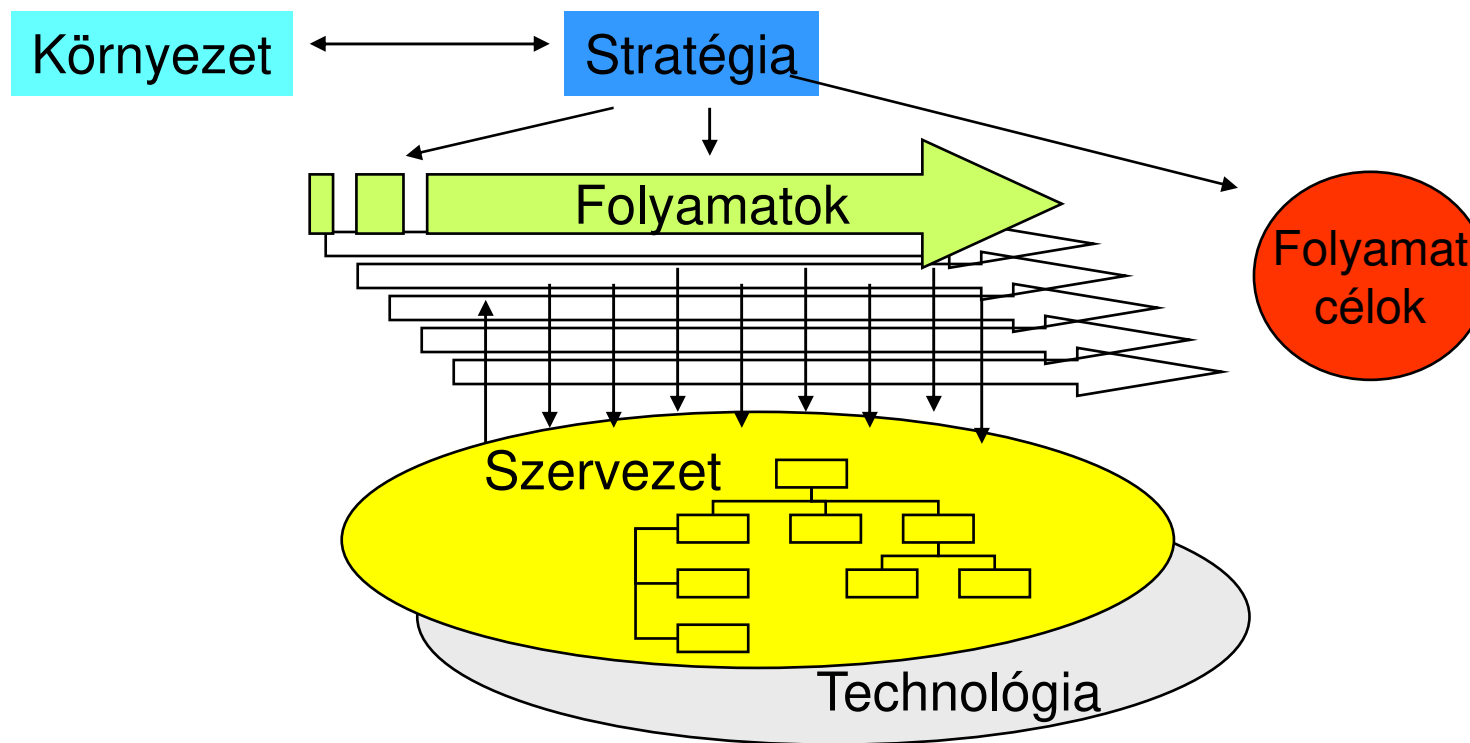 Környezet
Stratégia
Folyamatok
Folyamat
célok
Szervezet
Technológia